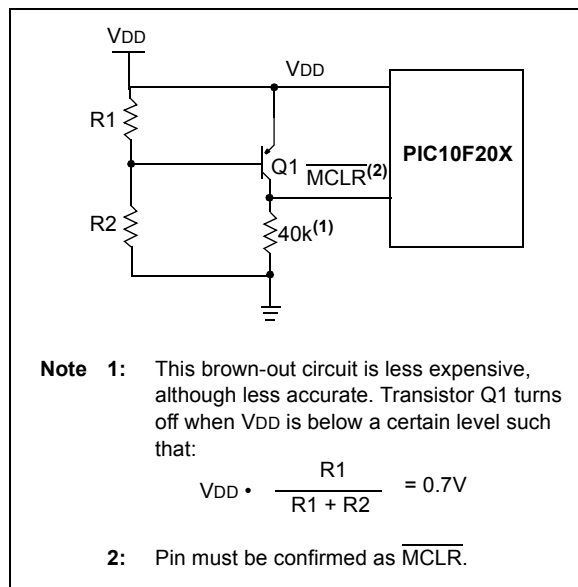 VDD
VDD
R1
PIC10F20X
Q1
MCLR(2)
R2
40k(1)
Note 1: This brown-out circuit is less expensive,
although less accurate. Transistor Q1 turns
off when VDD is below a certain level such
that:
VDD • R1 / R1 + R2 = 0.7V
2: Pin must be confirmed as MCLR.